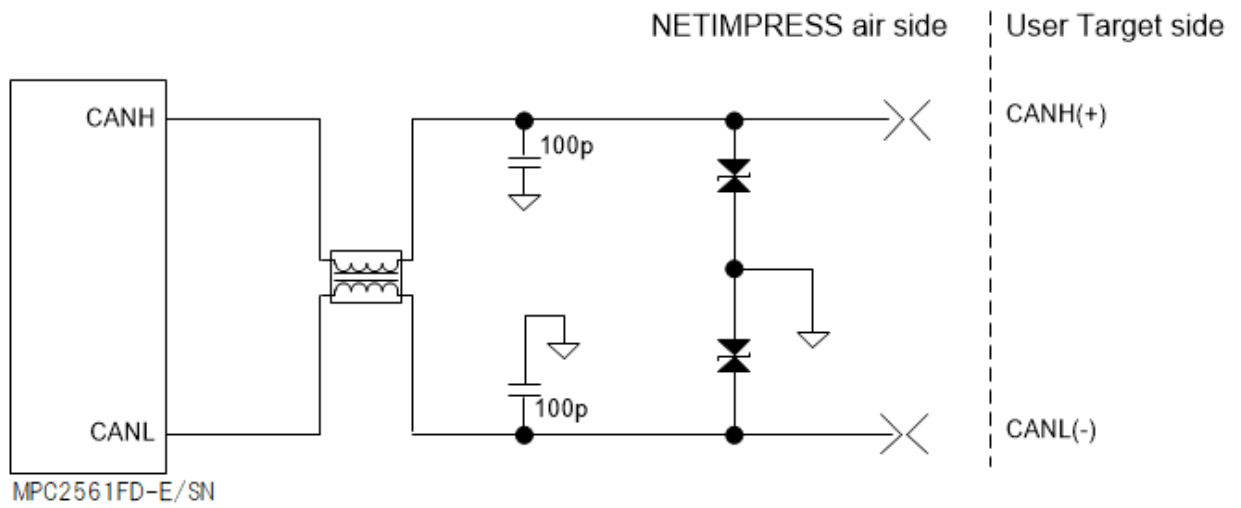 NETIMPRESS air side
User Target side
CANH
CANH(+)
100p
100p
CANL
CANL(-)
MPC2561FD-E/SN